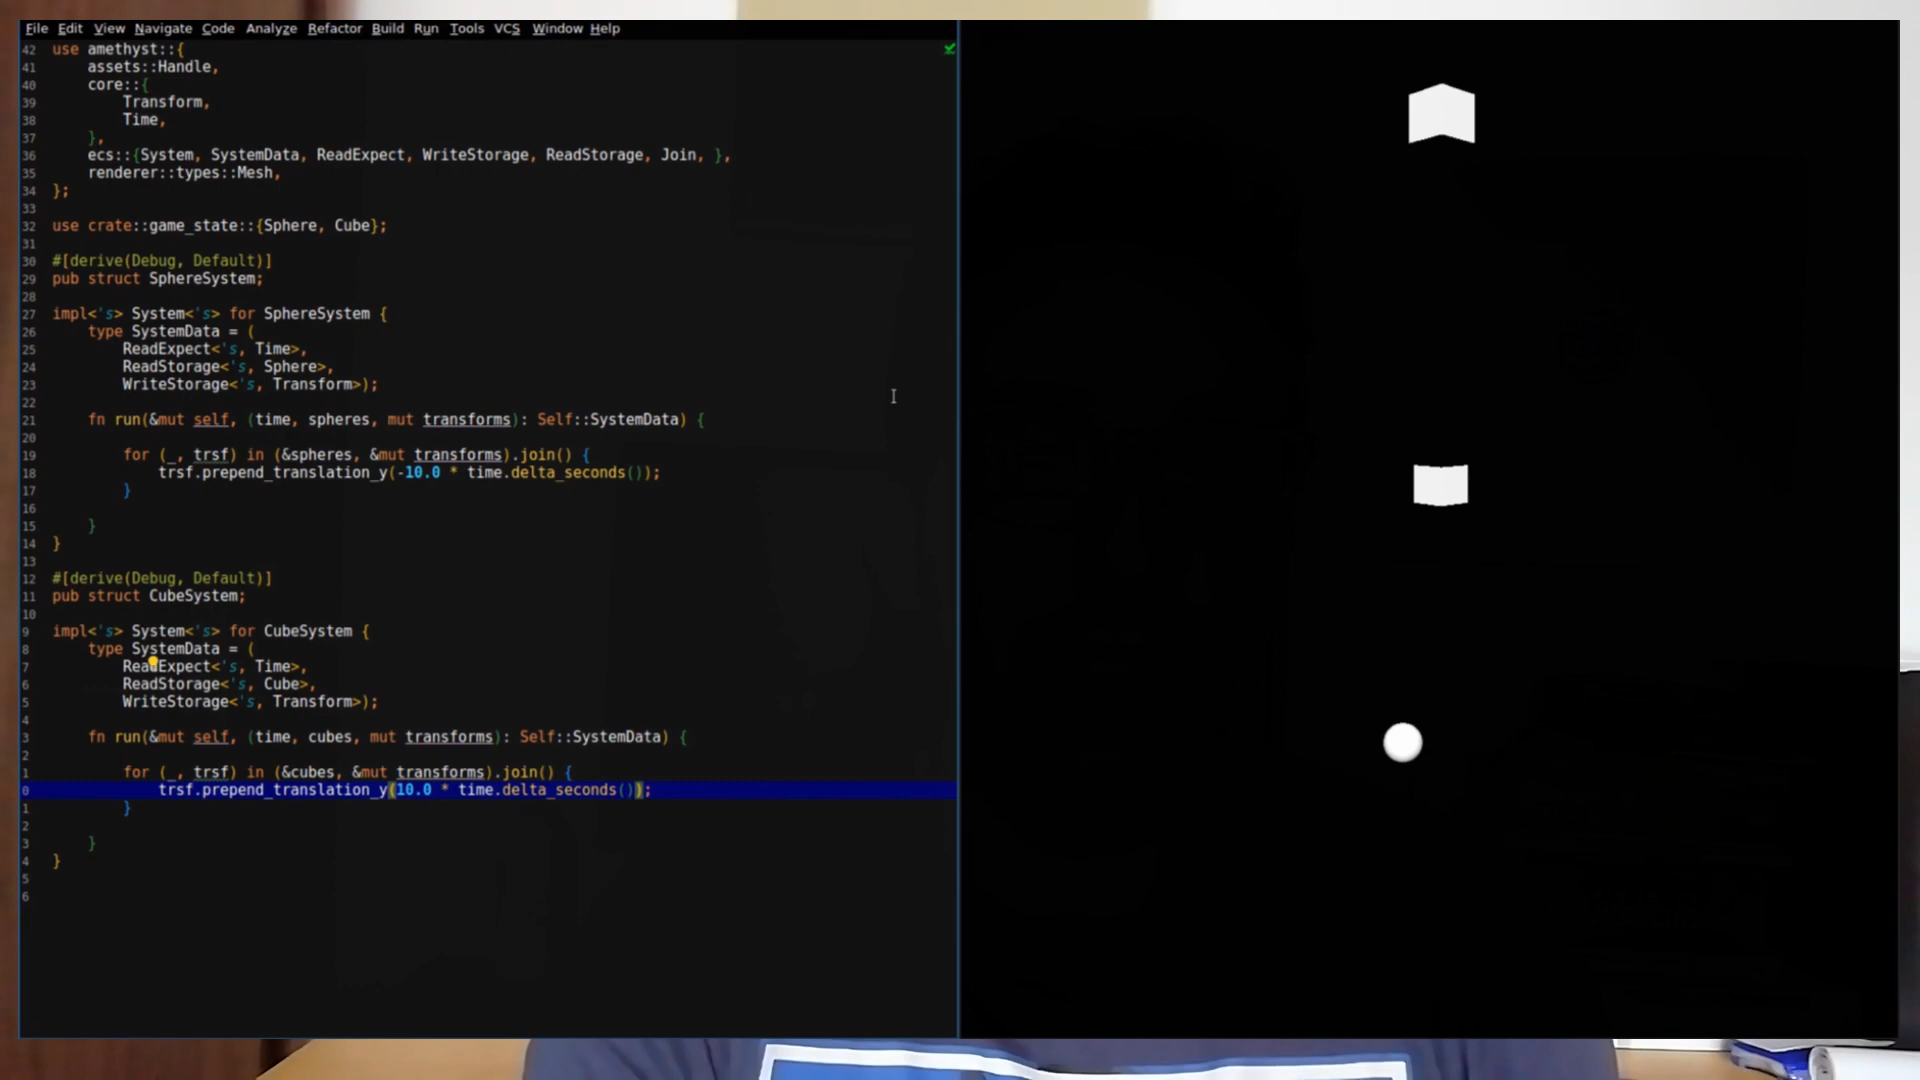 File Edit View Navigate Code Analyze Refactor Build Run Tools VCS Window Help
42 use amethyst::{
41     assets::Handle,
40     core::{
39         Transform,
38         Time,
37     },
36     ecs::{System, SystemData, ReadExpect, WriteStorage, ReadStorage, Join, },
35     renderer::types::Mesh,
34 };
33
32 use crate::game_state::{Sphere, Cube};
31
30 #[derive(Debug, Default)]
29 pub struct SphereSystem;
28
27 impl<'s> System<'s> for SphereSystem {
26     type SystemData = (
25         ReadExpect<'s, Time>,
24         ReadStorage<'s, Sphere>,
23         WriteStorage<'s, Transform>);
22
21     fn run(&mut self, (time, spheres, mut transforms): Self::SystemData) {
20
19         for (_, trsf) in (&spheres, &mut transforms).join() {
18             trsf.prepend_translation_y(-10.0 * time.delta_seconds());
17         }
16
15     }
14 }
13
12 #[derive(Debug, Default)]
11 pub struct CubeSystem;
10
9 impl<'s> System<'s> for CubeSystem {
8     type SystemData = (
7         ReadExpect<'s, Time>,
6         ReadStorage<'s, Cube>,
5         WriteStorage<'s, Transform>);
4
3     fn run(&mut self, (time, cubes, mut transforms): Self::SystemData) {
2
1         for (_, trsf) in (&cubes, &mut transforms).join() {
0             trsf.prepend_translation_y(10.0 * time.delta_seconds());
1         }
2
3     }
4 }
5
6